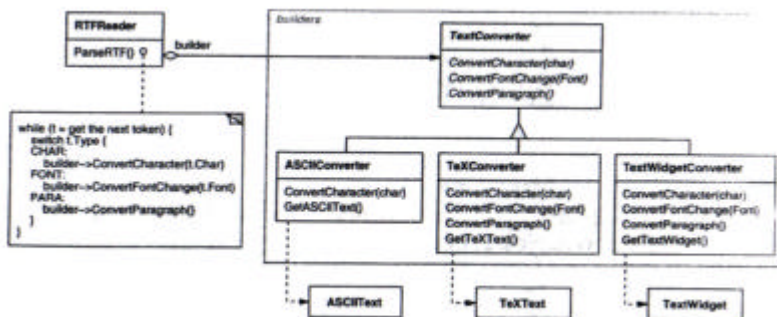 RTFReader
ParseRTF()
builder
builders
TextConverter
ConvertCharacter(char)
ConvertFontChange(Font)
ConvertParagraph()
while (t = get the next token) {
switch t.Type {
CHAR:
builder->ConvertCharacter(t.Char)
FONT:
builder->ConvertFontChange(t.Font)
PARA:
builder->ConvertParagraph()
}
}
ASCIIConverter
ConvertCharacter(char)
GetASCIIText()
TeXConverter
ConvertCharacter(char)
ConvertFontChange(Font)
ConvertParagraph()
GetTeXText()
TextWidgetConverter
ConvertCharacter(char)
ConvertFontChange(Font)
ConvertParagraph()
GetTextWidget()
ASCIIText
TeXText
TextWidget